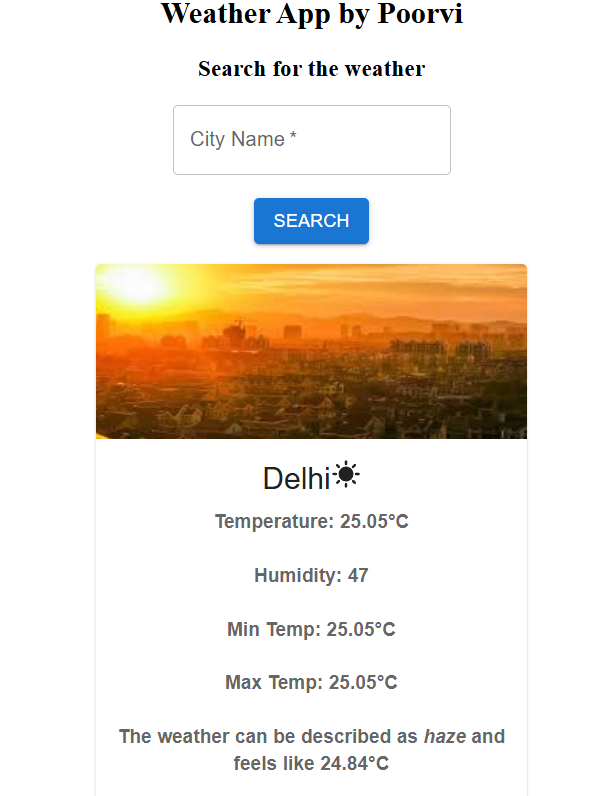 Weather App by Poorvi
Search for the weather
City Name *
SEARCH
Delhi
Temperature: 25.05°C
Humidity: 47
Min Temp: 25.05°C
Max Temp: 25.05°C
The weather can be described as haze and
feels like 24.84°C